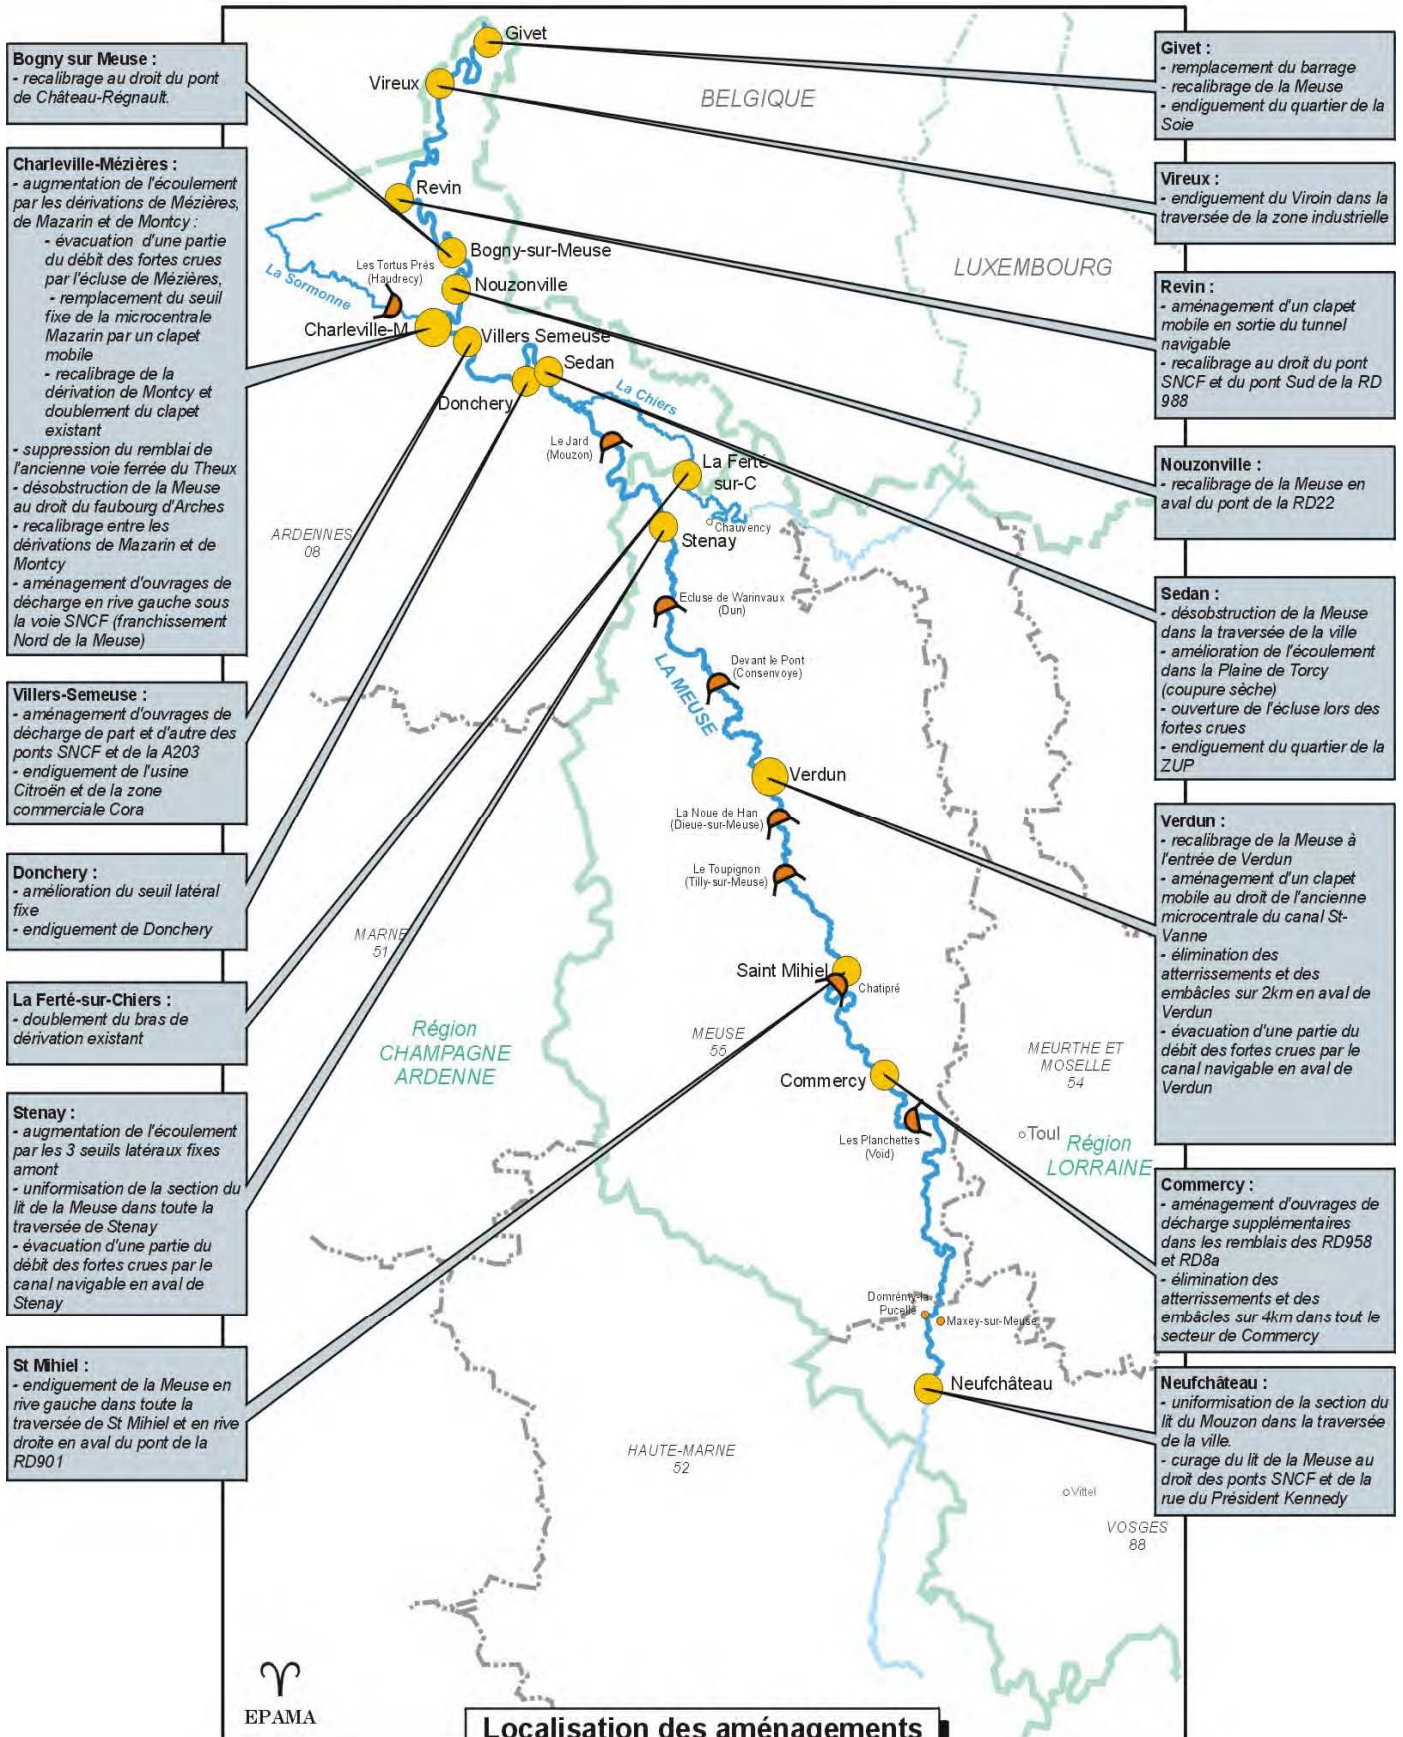 Bogny sur Meuse :
- recalibrage au droit du pont
de Château-Régnault.
Charleville-Mézières :
- augmentation de l'écoulement
par les dérivations de Mézières,
de Mazarin et de Montcy :
- évacuation d'une partie
du débit des fortes crues
par l'écluse de Mézières,
- remplacement du seuil
fixe de la microcentrale
Mazarin par un clapet
mobile
- recalibrage de la
dérivation de Montcy et
doublement du clapet
existant
- suppression du remblai de
l'ancienne voie ferrée du Theux
- désobstruction de la Meuse
au droit du faubourg d'Arches
- recalibrage entre les
dérivations de Mazarin et de
Montcy
- aménagement d'ouvrages de
décharge en rive gauche sous
la voie SNCF (franchissement
Nord de la Meuse)
Villers-Semeuse :
- aménagement d'ouvrages de
décharge de part et d'autre des
ponts SNCF et de la A203
- endiguement de l'usine
Citroën et de la zone
commerciale Cora
Donchery :
- amélioration du seuil latéral
fixe
- endiguement de Donchery
La Ferté-sur-Chiers :
- doublement du bras de
dérivation existant
Stenay :
- augmentation de l'écoulement
par les 3 seuils latéraux fixes
amont
- uniformisation de la section du
lit de la Meuse dans toute la
traversée de Stenay
- évacuation d'une partie du
débit des fortes crues par le
canal navigable en aval de
Stenay
St Mihiel :
- endiguement de la Meuse en
rive gauche dans toute la
traversée de St Mihiel et en rive
droite en aval du pont de la
RD901
Givet
Vireux
BELGIQUE
Revin
Bogny-sur-Meuse
LUXEMBOURG
Les Tortus Prés
(Haudrecy)
La Sormonne
Nouzonville
Charleville-M
Villers Semeuse
Sedan
Donchery
La Chiers
Le Jard
(Mouzon)
La Ferté
sur-C
Chauvency
Stenay
ARDENNES
08
Ecluse de Warinvaux
(Dun)
LA MEUSE
Devant le Pont
(Consenvoye)
Verdun
La Noue de Han
(Dieue-sur-Meuse)
Le Toupignon
(Tilly-sur-Meuse)
MARNE
51
Saint Mihiel
Chatipré
Région
CHAMPAGNE
ARDENNE
MEUSE
55
MEURTHE ET
MOSELLE
54
Commercy
Les Planchettes
(Void)
Toul
Région
LORRAINE
Domrémy-la
Pucelle
Maxey-sur-Meuse
Neufchâteau
HAUTE-MARNE
52
Vittel
VOSGES
88
EPAMA
Localisation des aménagements
Givet :
- remplacement du barrage
- recalibrage de la Meuse
- endiguement du quartier de la
Soie
Vireux :
- endiguement du Viroin dans la
traversée de la zone industrielle
Revin :
- aménagement d'un clapet
mobile en sortie du tunnel
navigable
- recalibrage au droit du pont
SNCF et du pont Sud de la RD
988
Nouzonville :
- recalibrage de la Meuse en
aval du pont de la RD22
Sedan :
- désobstruction de la Meuse
dans la traversée de la ville
- amélioration de l'écoulement
dans la Plaine de Torcy
(coupure sèche)
- ouverture de l'écluse lors des
fortes crues
- endiguement du quartier de la
ZUP
Verdun :
- recalibrage de la Meuse à
l'entrée de Verdun
- aménagement d'un clapet
mobile au droit de l'ancienne
microcentrale du canal St-
Vanne
- élimination des
atterrissements et des
embâcles sur 2km en aval de
Verdun
- évacuation d'une partie du
débit des fortes crues par le
canal navigable en aval de
Verdun
Commercy :
- aménagement d'ouvrages de
décharge supplémentaires
dans les remblais des RD958
et RD8a
- élimination des
atterrissements et des
embâcles sur 4km dans tout le
secteur de Commercy
Neufchâteau :
- uniformisation de la section du
lit du Mouzon dans la traversée
de la ville.
- curage du lit de la Meuse au
droit des ponts SNCF et de la
rue du Président Kennedy